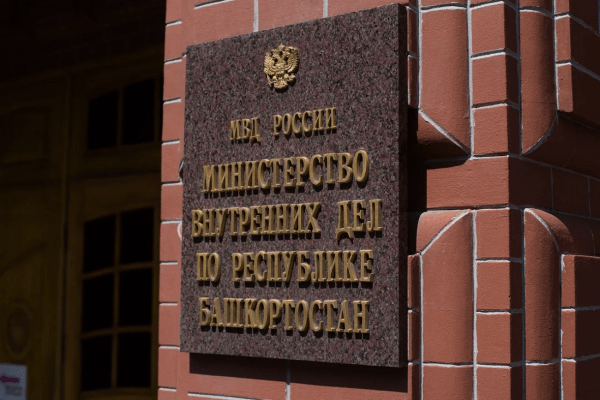 МВД РОССИИ
МИНИСТЕРСТВО
ВНУТРЕННИХ ДЕЛ
ПО РЕСПУБЛИКЕ
БАШКОРТОСТАН